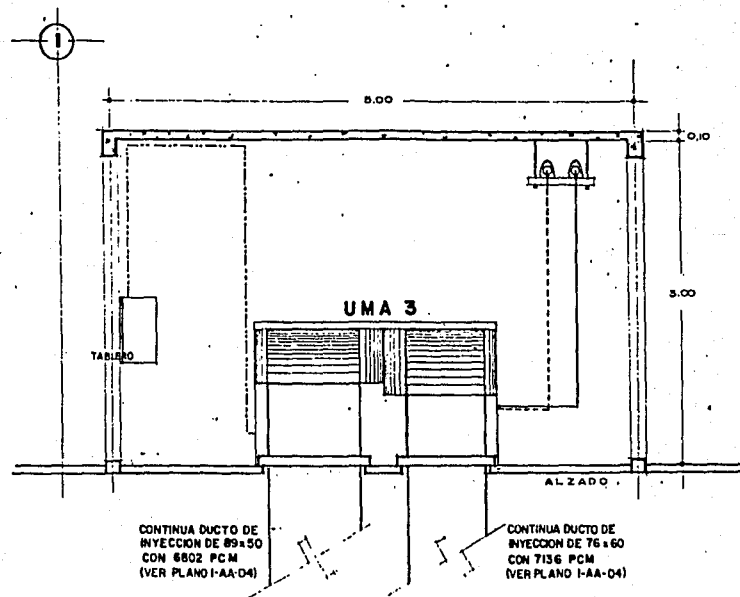 1
5.00
0.10
UMA 3
3.00
TABLERO
ALZADO
CONTINUA DUCTO DE
INYECCION DE 89x50
CON 6802 PCM
(VER PLANO I-AA-04)
CONTINUA DUCTO DE
INYECCION DE 76x60
CON 7136 PCM
(VER PLANO I-AA-04)